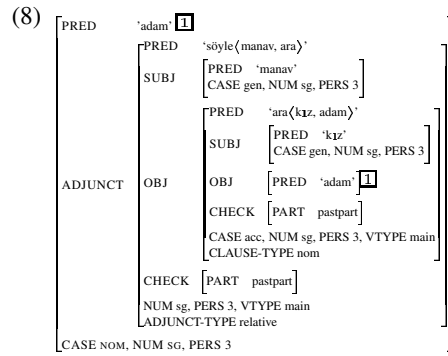 (8)
PRED 'adam' 1
PRED 'söyle⟨manav, ara⟩'
SUBJ PRED 'manav'
CASE gen, NUM sg, PERS 3
PRED 'ara⟨kız, adam⟩'
SUBJ PRED 'kız'
CASE gen, NUM sg, PERS 3
ADJUNCT OBJ OBJ PRED 'adam' 1
CHECK PART pastpart
CASE acc, NUM sg, PERS 3, VTYPE main
CLAUSE-TYPE nom
CHECK PART pastpart
NUM sg, PERS 3, VTYPE main
ADJUNCT-TYPE relative
CASE NOM, NUM SG, PERS 3